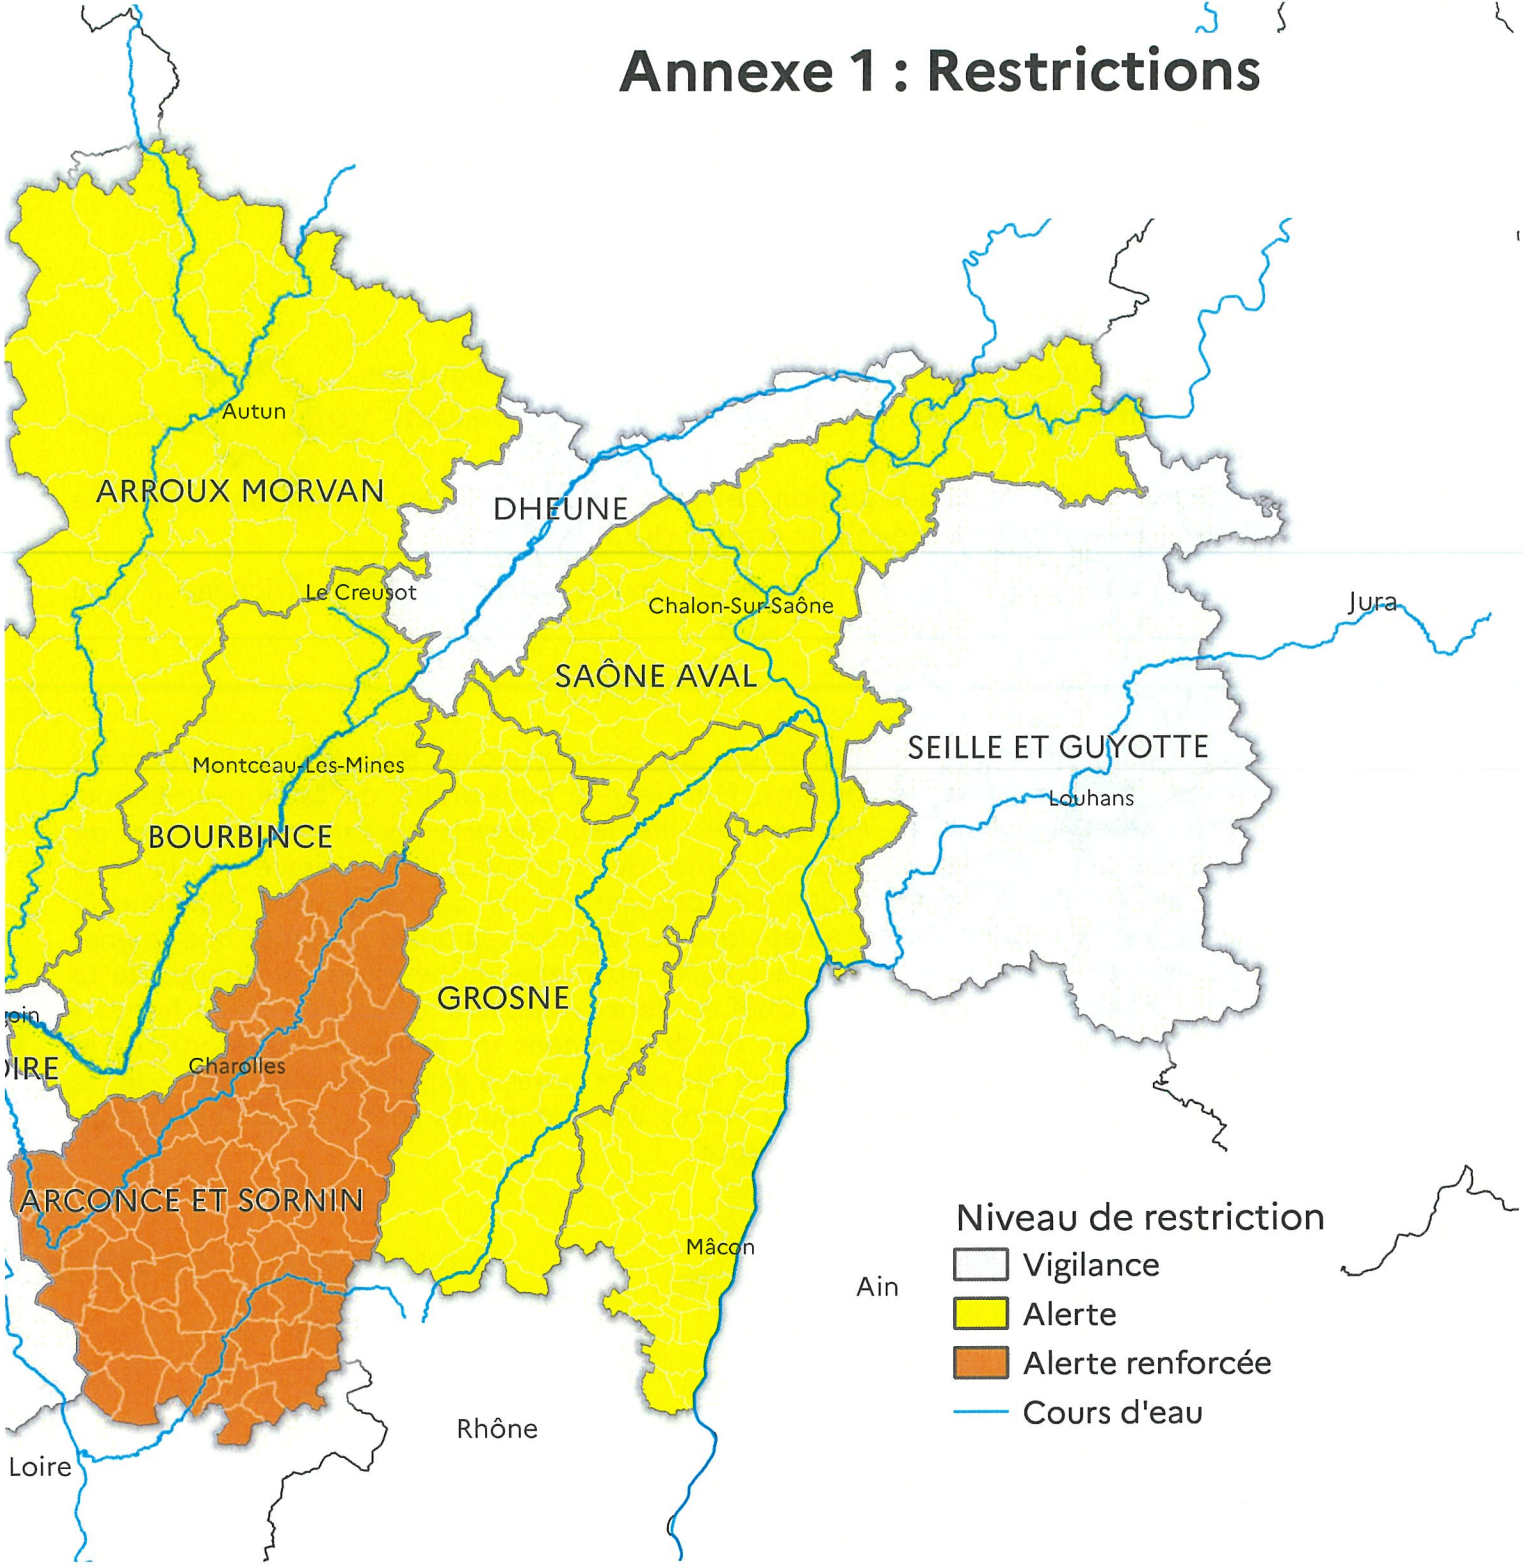 Annexe 1 : Restrictions
Autun
ARROUX MORVAN
DHEUNE
Le Creusot
Chalon-Sur-Saône
Jura
SAÔNE AVAL
SEILLE ET GUYOTTE
Montceau-Les-Mines
Louhans
BOURBINCE
GROSNE
oin
OIRE
Charolles
ARCONCE ET SORNIN
Mâcon
Ain
Niveau de restriction
Vigilance
Alerte
Alerte renforcée
Cours d'eau
Rhône
Loire